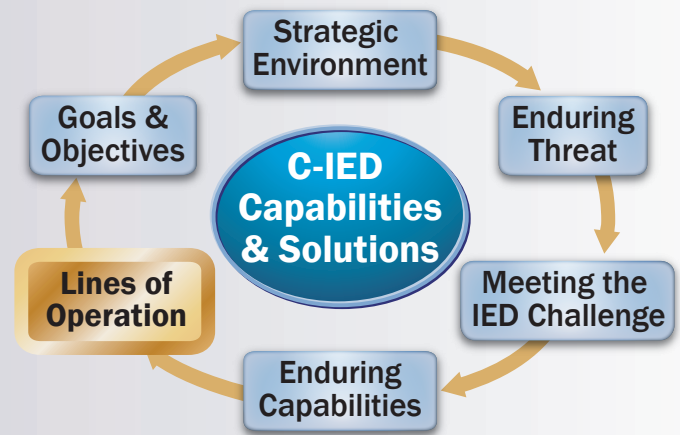 Strategic
Environment
Enduring
Threat
Meeting the
IED Challenge
Enduring
Capabilities
Lines of
Operation
Goals &
Objectives
C-IED
Capabilities
& Solutions